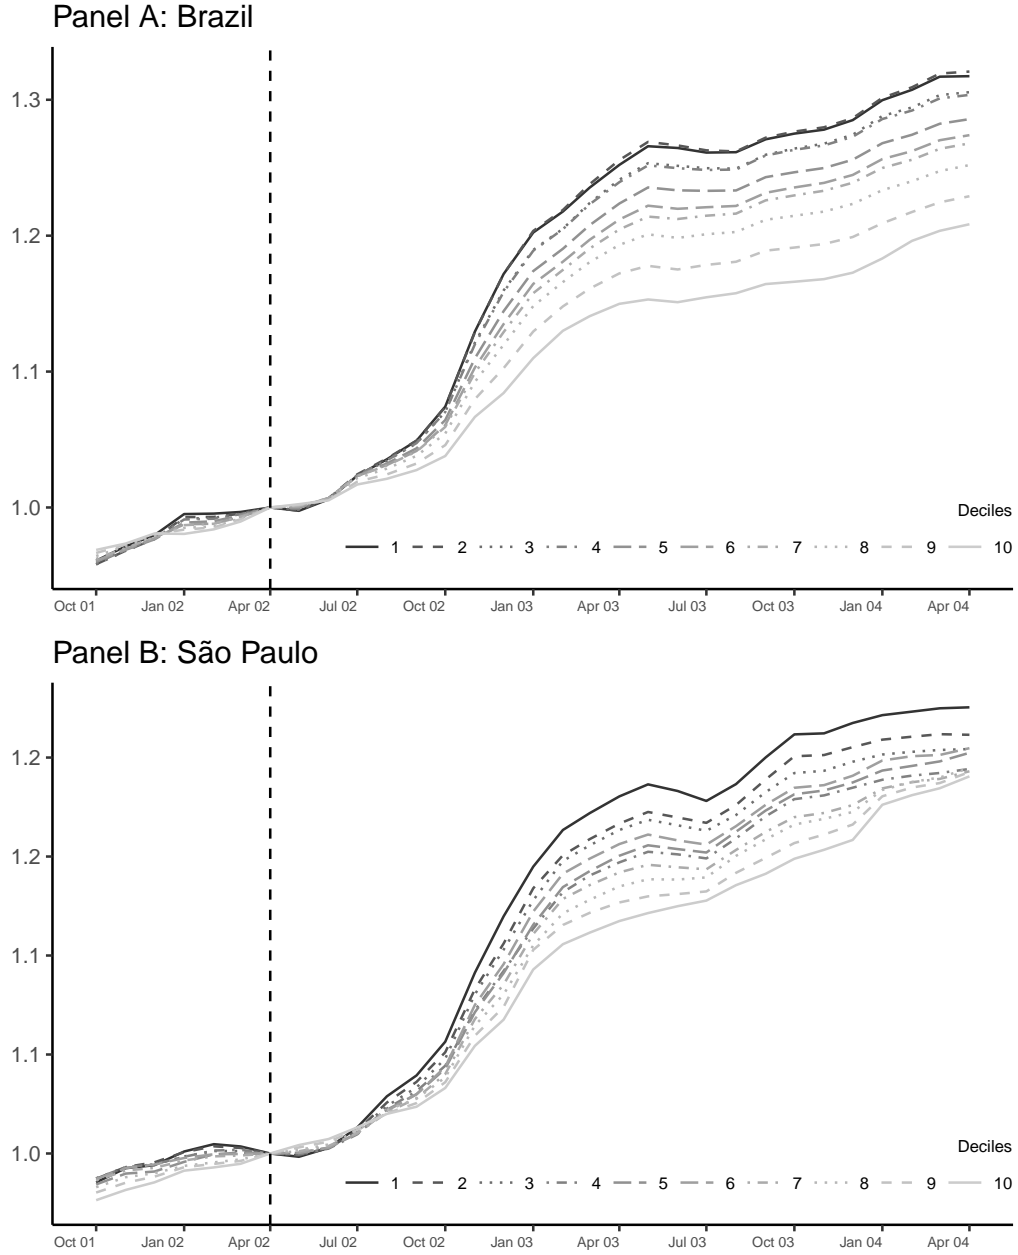 Panel A: Brazil
1.3
1.2
1.1
1.0
Deciles
1 2 3 4 5 6 7 8 9 10
Oct 01 Jan 02 Apr 02 Jul 02 Oct 02 Jan 03 Apr 03 Jul 03 Oct 03 Jan 04 Apr 04
Panel B: São Paulo
1.2
1.2
1.1
1.1
1.0
Deciles
1 2 3 4 5 6 7 8 9 10
Oct 01 Jan 02 Apr 02 Jul 02 Oct 02 Jan 03 Apr 03 Jul 03 Oct 03 Jan 04 Apr 04